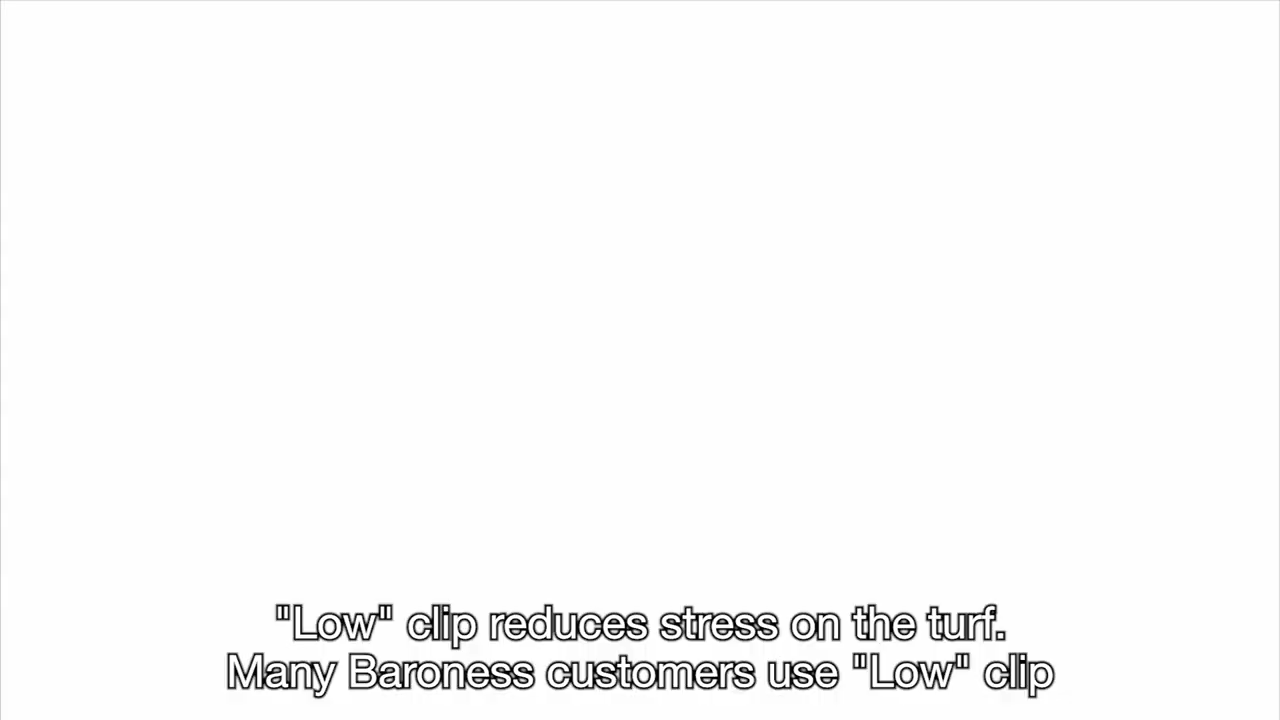 "Low" clip reduces stress on the turf.
Many Baroness customers use "Low" clip